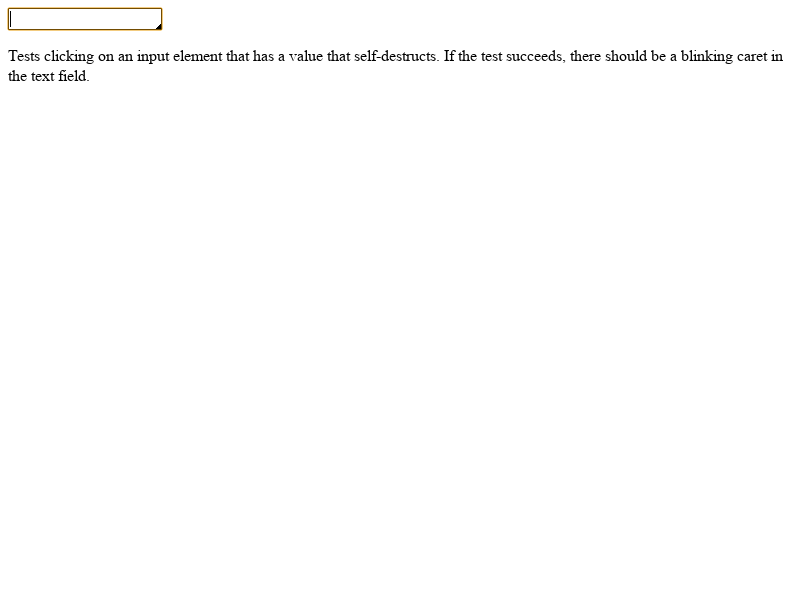 Tests clicking on an input element that has a value that self-destructs. If the test succeeds, there should be a blinking caret in
the text field.